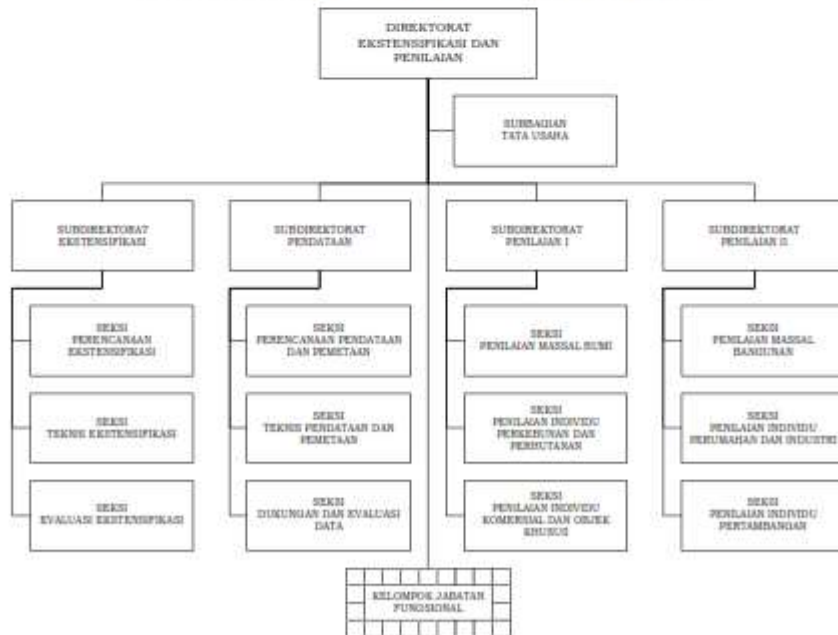 DIREKTORAT
EKSTENSIFIKASI DAN
PENILAIAN
SUBBAGIAN
TATA USAHA
SUBDIREKTORAT
EKSTENSIFIKASI
SUBDIREKTORAT
PENDATAAN
SUBDIREKTORAT
PENILAIAN I
SUBDIREKTORAT
PENILAIAN II
SEKSI
PERENCANAAN
EKSTENSIFIKASI
SEKSI
PERENCANAAN PENDATAAN
DAN PEMETAAN
SEKSI
PENILAIAN MASSAL BUMI
SEKSI
PENILAIAN MASSAL
BANGUNAN
SEKSI
TEKNIS EKSTENSIFIKASI
SEKSI
TEKNIS PENDATAAN DAN
PEMETAAN
SEKSI
PENILAIAN INDIVIDU
PERKEBUNAN DAN
PERHUTANAN
SEKSI
PENILAIAN INDIVIDU
PERUMAHAN DAN INDUSTRI
SEKSI
EVALUASI EKSTENSIFIKASI
SEKSI
DUKUNGAN DAN EVALUASI
DATA
SEKSI
PENILAIAN INDIVIDU
KOMERSIAL DAN OBJEK
KHUSUS
SEKSI
PENILAIAN INDIVIDU
PERTAMBANGAN
KELOMPOK JABATAN
FUNGSIONAL